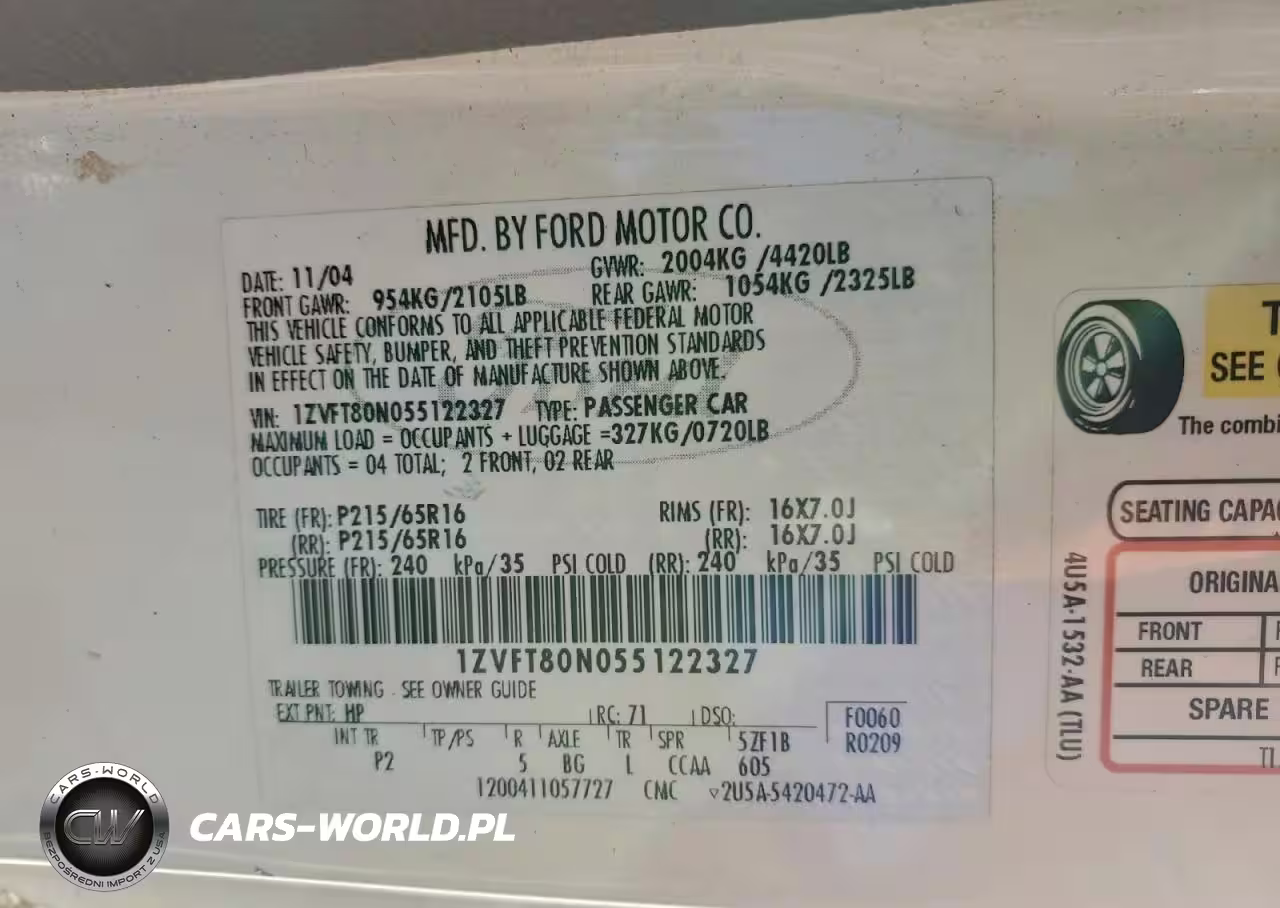 MFD. BY FORD MOTOR CO.
DATE: 11/04
GVWR: 2004KG /4420LB
FRONT GAWR: 954KG/2105LB
REAR GAWR: 1054KG /2325LB
THIS VEHICLE CONFORMS TO ALL APPLICABLE FEDERAL MOTOR
VEHICLE SAFETY, BUMPER, AND THEFT PREVENTION STANDARDS
IN EFFECT ON THE DATE OF MANUFACTURE SHOWN ABOVE.
VIN: 1ZVFT80N055122327 TYPE: PASSENGER CAR
MAXIMUM LOAD = OCCUPANTS + LUGGAGE =327KG/0720LB
OCCUPANTS = 04 TOTAL; 2 FRONT, 02 REAR
TIRE (FR): P215/65R16 RIMS (FR): 16X7.0J
(RR): P215/65R16 (RR): 16X7.0J
PRESSURE (FR): 240 kPa/35 PSI COLD (RR): 240 kPa/35 PSI COLD
1ZVFT80N055122327
TRAILER TOWING - SEE OWNER GUIDE
EXT PNT: HP RC: 71 DSO: F0060
INT TR TP/PS R AXLE TR SPR 5ZF1B R0209
P2 5 BG L CCAA 605
1200411057727 CMC ▿2U5A-5420472-AA
SEE
The combi
SEATING CAPA
ORIGINA
FRONT
REAR
SPARE
4U5A-1532-AA (TLU)
CARS-WORLD
CW
BEZPOŚREDNI IMPORT Z USA
CARS-WORLD.PL